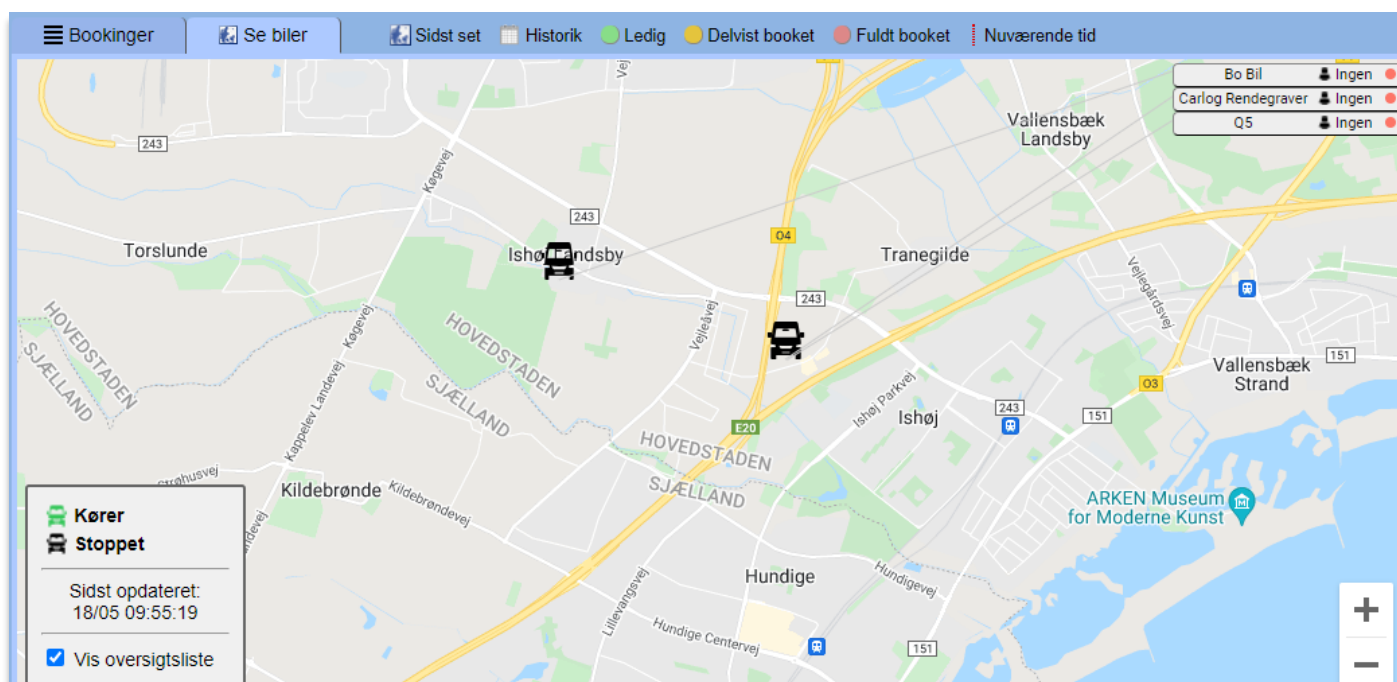 Bookinger
Se biler
Sidst set
Historik
Ledig
Delvist booket
Fuldt booket
Nuværende tid
Bo Bil Ingen
Carlog Rendegraver Ingen
Q5 Ingen
Vej
Vallensbæk
Landsby
243
Køgevej
243
Torslunde
Ishøj Landsby
O4
Tranegilde
Vejlegårdsvej
243
Vejleåvej
HOVEDSTADEN
SJÆLLAND
Køgevej
HOVEDSTADEN
SJÆLLAND
Kappelev Landevej
Vallensbæk
Strand
151
O3
Ishøj Parkvej
Ishøj
243
151
E20
HOVEDSTADEN
SJÆLLAND
Kildebrønde
Kildebrøndevej
ARKEN Museum
for Moderne Kunst
Hundige
Hundigevej
Lillevangsvej
Hundige Centervej
151
Kører
Stoppet
Sidst opdateret:
18/05 09:55:19
Vis oversigtsliste
+
−